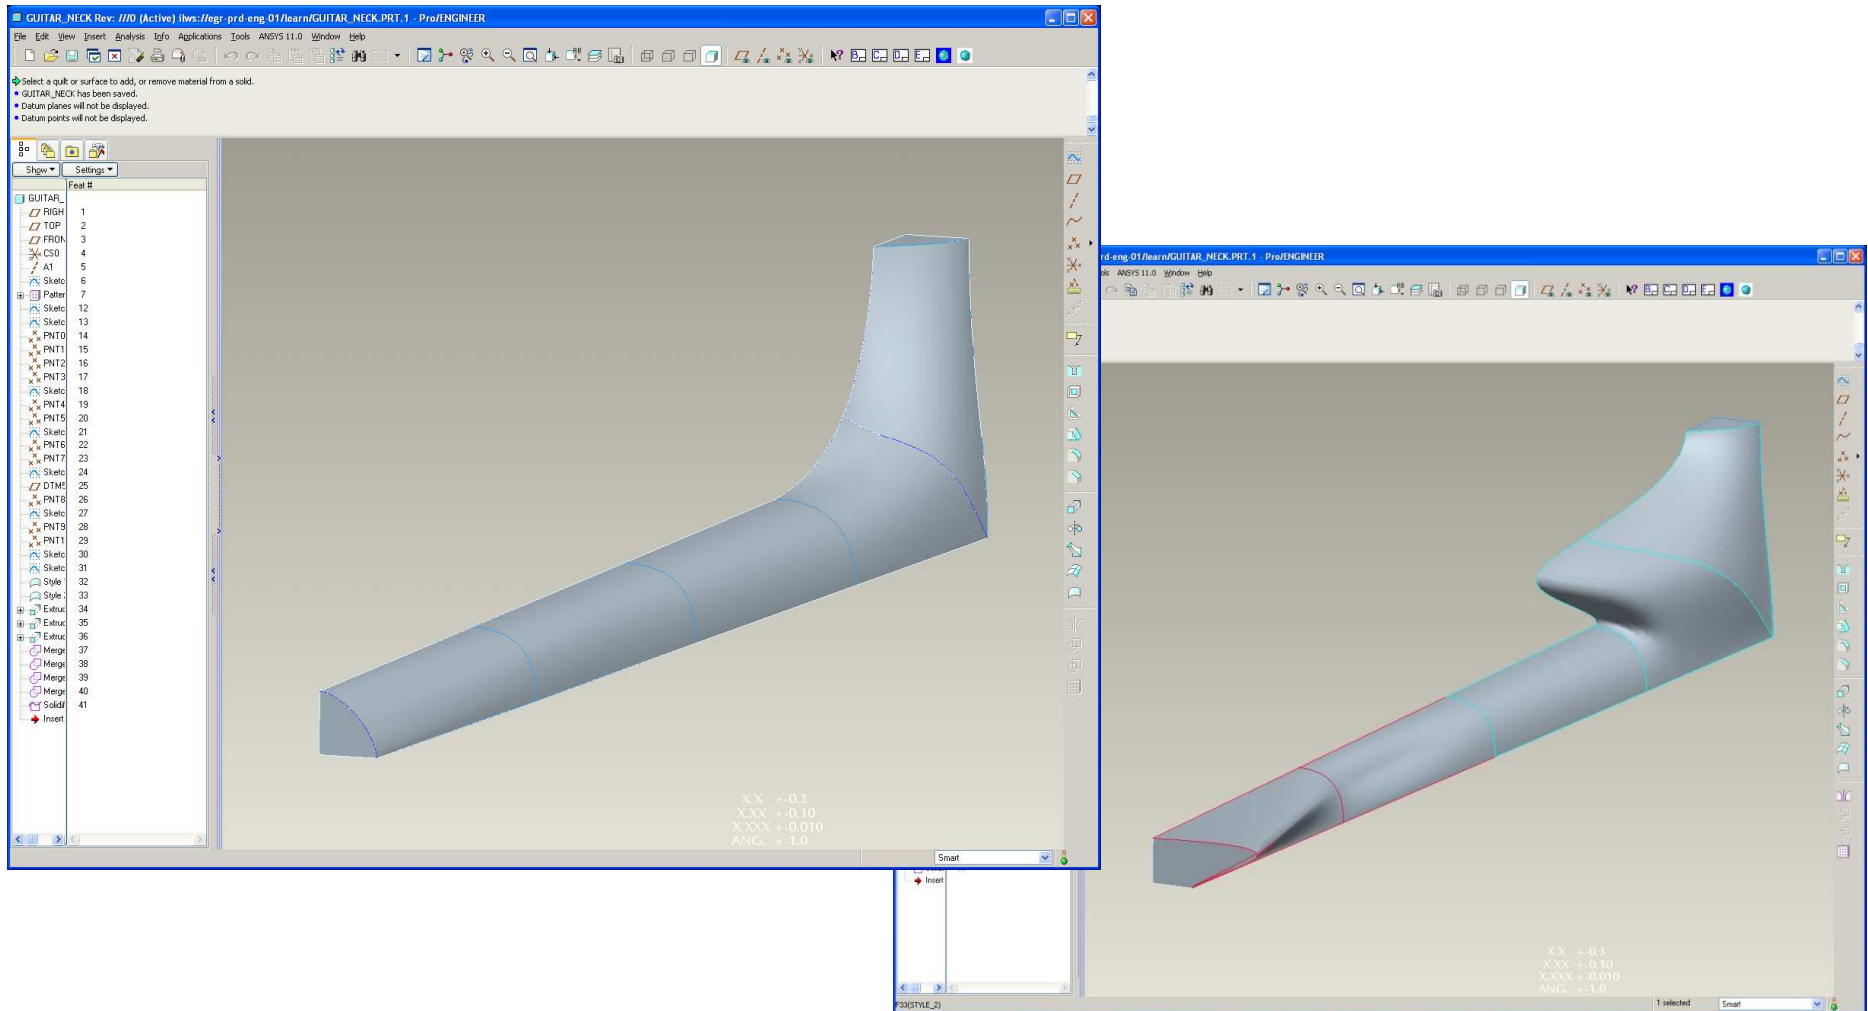 GUITAR_NECK Rev: ///0 (Active) ilws://egr-prd-eng-01/learn/GUITAR_NECK.PRT.1 - Pro/ENGINEER
File Edit View Insert Analysis Info Applications Tools ANSYS 11.0 Window Help
Select a quilt or surface to add, or remove material from a solid.
GUITAR_NECK has been saved.
Datum planes will not be displayed.
Datum points will not be displayed.
Show Settings
Feat #
GUITAR_
RIGH 1
TOP 2
FRON 3
CS0 4
A1 5
Sketc 6
Patter 7
Sketc 12
Sketc 13
PNT0 14
PNT1 15
PNT2 16
PNT3 17
Sketc 18
PNT4 19
PNT5 20
Sketc 21
PNT6 22
PNT7 23
Sketc 24
DTM5 25
PNT8 26
Sketc 27
PNT9 28
PNT1 29
Sketc 30
Sketc 31
Style 32
Style 33
Extruc 34
Extruc 35
Extruc 36
Merge 37
Merge 38
Merge 39
Merge 40
Solidif 41
Insert
X.X +-0.3
X.XX +-0.10
X.XXX +-0.010
ANG. +-1.0
Smart
rd-eng-01/learn/GUITAR_NECK.PRT.1 - Pro/ENGINEER
ols ANSYS 11.0 Window Help
Insert
X.X +-0.3
X.XX +-0.10
X.XXX +-0.010
ANG. +-1.0
F33(STYLE_2)
1 selected Smart